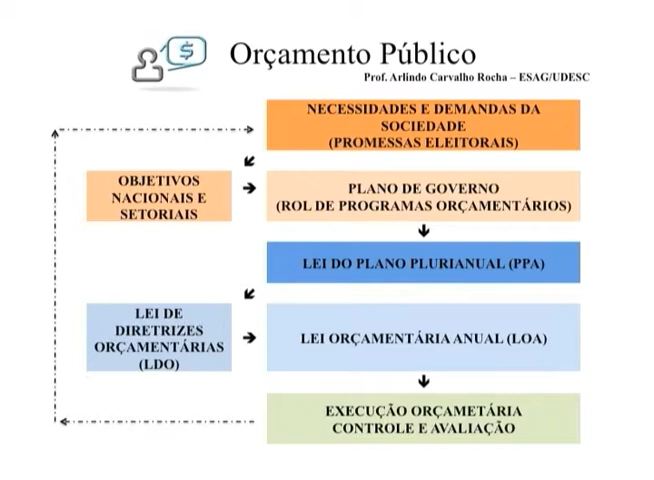 $
Orçamento Público
Prof. Arlindo Carvalho Rocha – ESAG/UDESC
NECESSIDADES E DEMANDAS DA
SOCIEDADE
(PROMESSAS ELEITORAIS)
OBJETIVOS
NACIONAIS E
SETORIAIS
PLANO DE GOVERNO
(ROL DE PROGRAMAS ORÇAMENTÁRIOS)
LEI DO PLANO PLURIANUAL (PPA)
LEI DE
DIRETRIZES
ORÇAMENTÁRIAS
(LDO)
LEI ORÇAMENTÁRIA ANUAL (LOA)
EXECUÇÃO ORÇAMETÁRIA
CONTROLE E AVALIAÇÃO